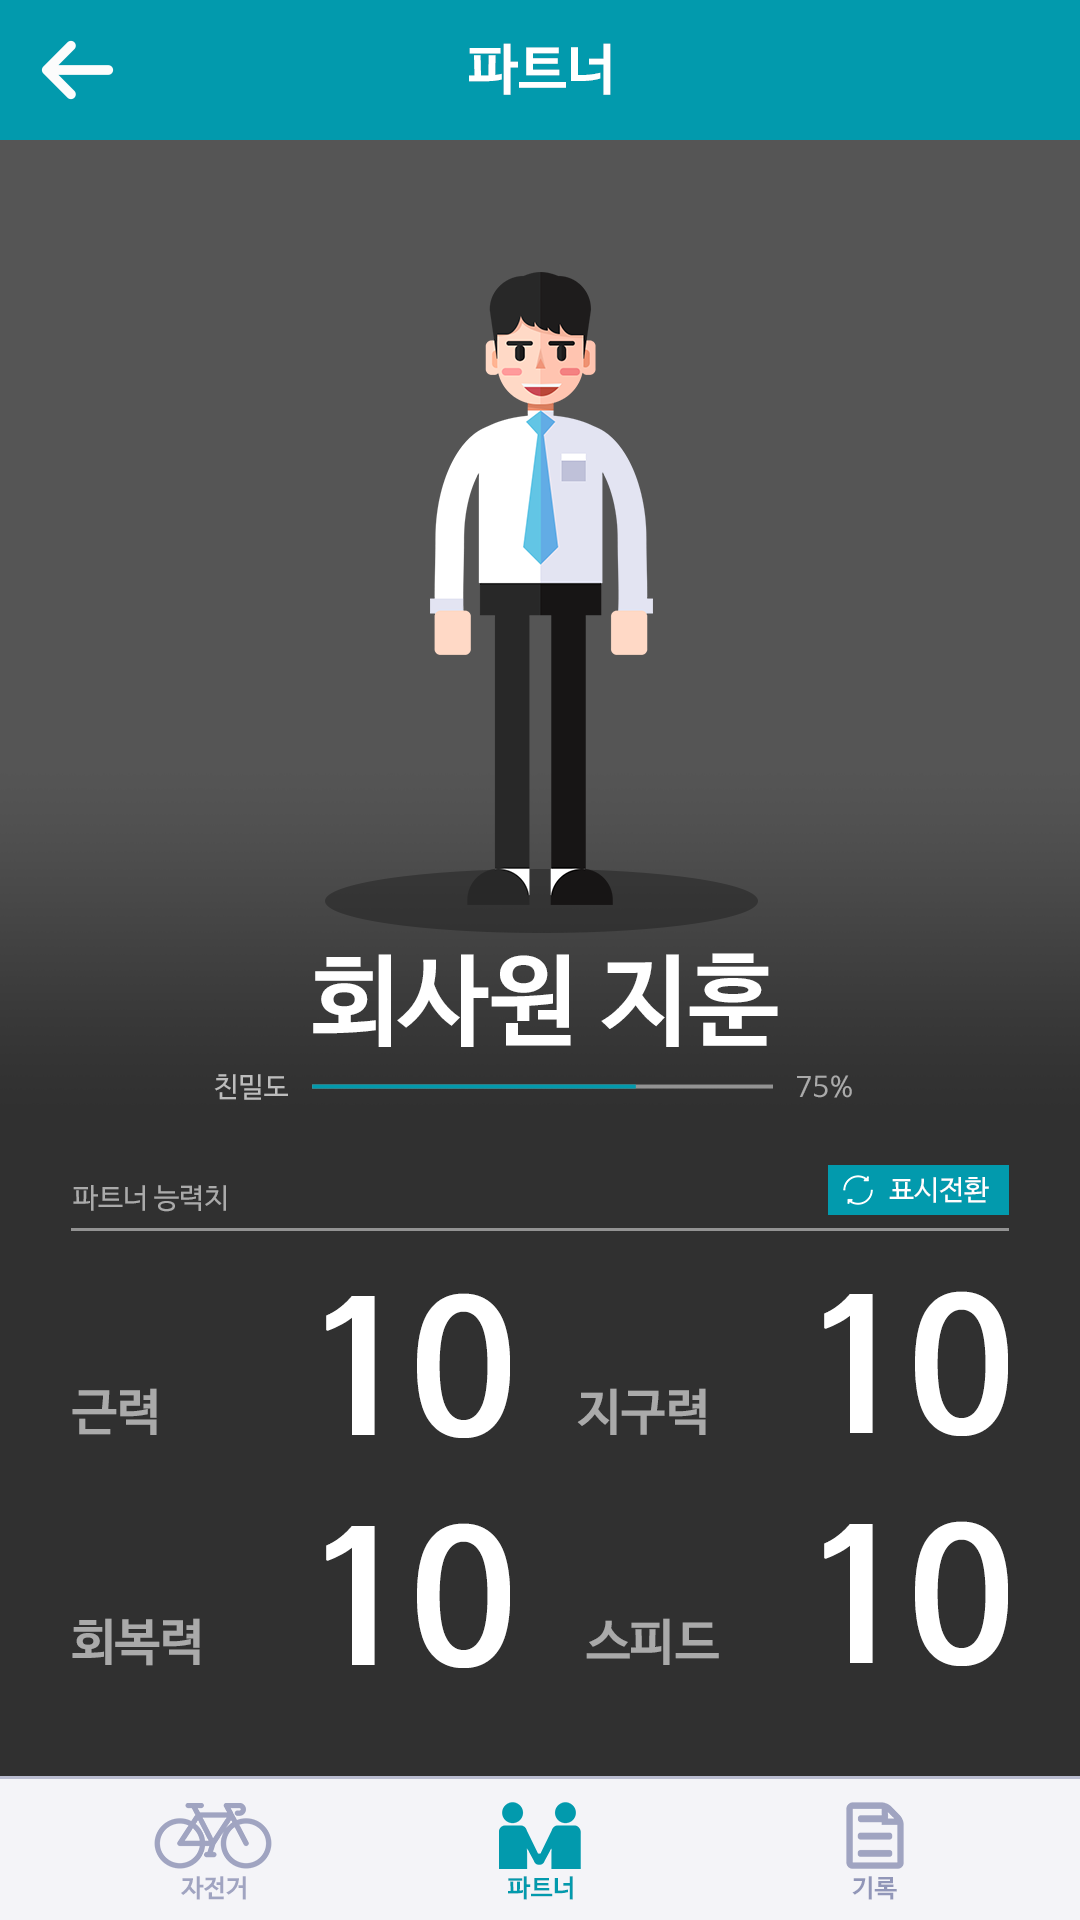 파트너
회사원 지훈
친밀도 75%
파트너 능력치 표시전환
근력 10 지구력 10
회복력 10 스피드 10
자전거 파트너 기록